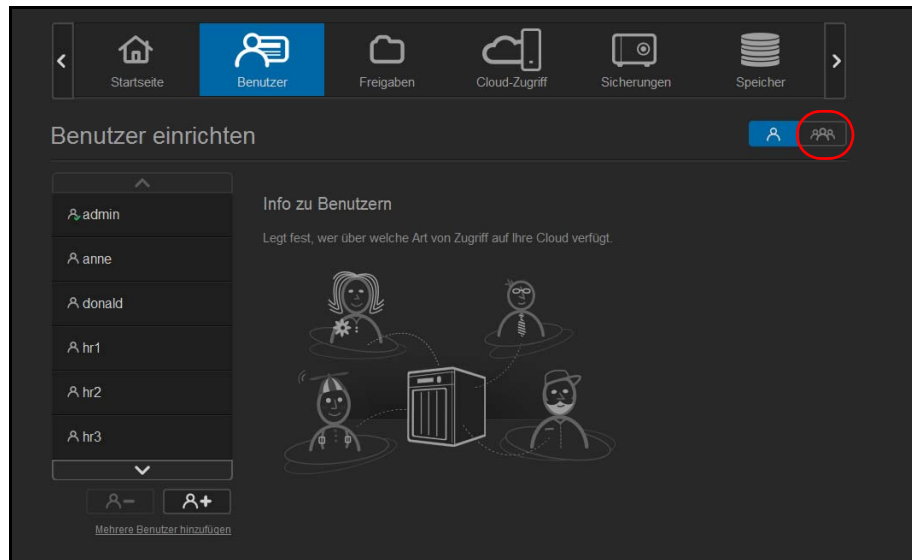 Startseite
Benutzer
Freigaben
Cloud-Zugriff
Sicherungen
Speicher
Benutzer einrichten
admin
anne
donald
hr1
hr2
hr3
Mehrere Benutzer hinzufügen
Info zu Benutzern
Legt fest, wer über welche Art von Zugriff auf Ihre Cloud verfügt.